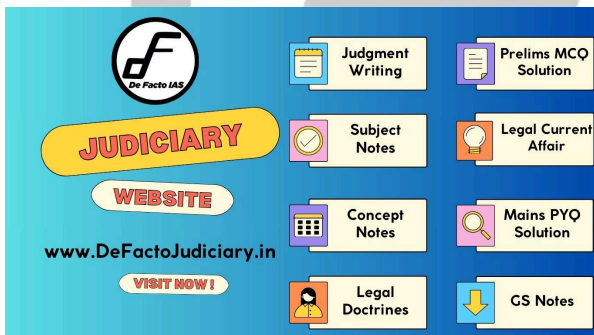 De Facto IAS
JUDICIARY
WEBSITE
www.DeFactoJudiciary.in
VISIT NOW !
Judgment
Writing
Prelims MCQ
Solution
Subject
Notes
Legal Current
Affair
Concept
Notes
Mains PYQ
Solution
Legal
Doctrines
GS Notes